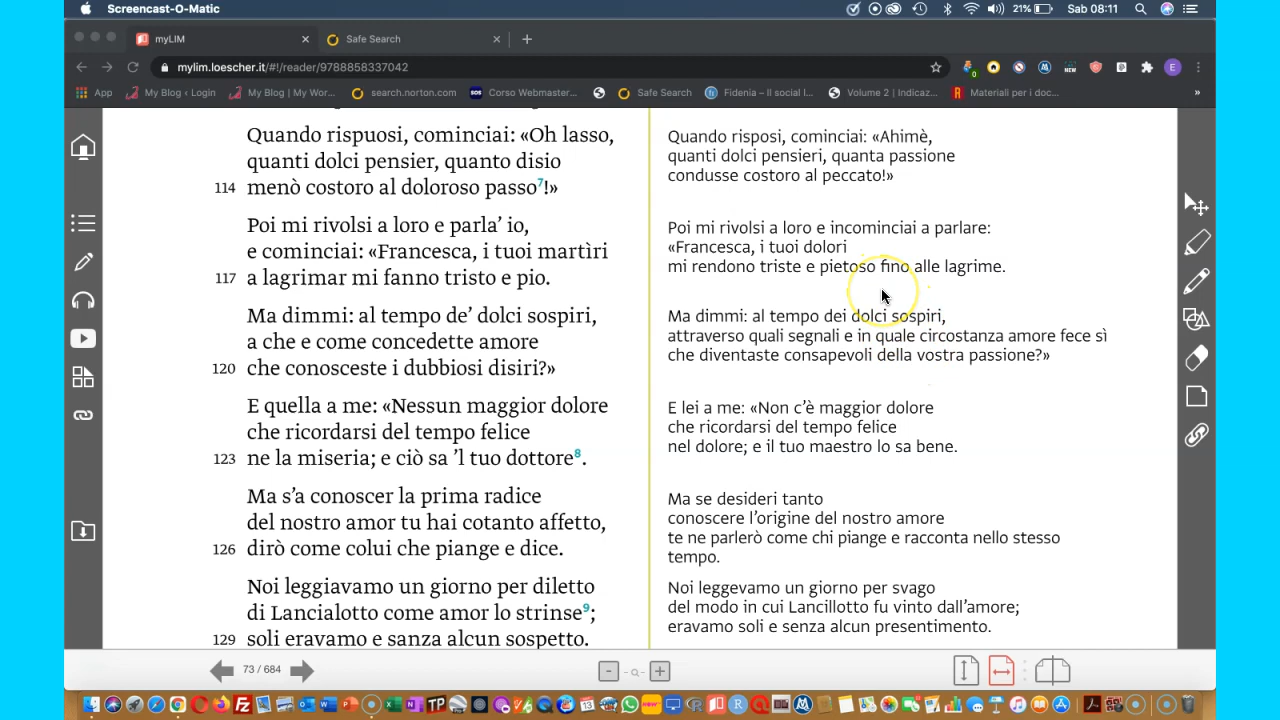 Screencast-O-Matic
21%
Sab 08:11
myLIM
Safe Search
mylim.loescher.it/#!/reader/9788858337042
App
My Blog ‹ Login
My Blog | My Wor...
search.norton.com
Corso Webmaster...
Safe Search
Fidenia – Il social l...
Volume 2 | Indicaz...
Materiali per i doc...
»
Quando rispuosi, cominciai: «Oh lasso,
quanti dolci pensier, quanto disio
114 menò costoro al doloroso passo7!»
Poi mi rivolsi a loro e parla’ io,
e cominciai: «Francesca, i tuoi martìri
117 a lagrimar mi fanno tristo e pio.
Ma dimmi: al tempo de’ dolci sospiri,
a che e come concedette amore
120 che conosceste i dubbiosi disiri?»
E quella a me: «Nessun maggior dolore
che ricordarsi del tempo felice
123 ne la miseria; e ciò sa ’l tuo dottore8.
Ma s’a conoscer la prima radice
del nostro amor tu hai cotanto affetto,
126 dirò come colui che piange e dice.
Noi leggiavamo un giorno per diletto
di Lancialotto come amor lo strinse9;
129 soli eravamo e sanza alcun sospetto.
Quando risposi, cominciai: «Ahimè,
quanti dolci pensieri, quanta passione
condusse costoro al peccato!»
Poi mi rivolsi a loro e incominciai a parlare:
«Francesca, i tuoi dolori
mi rendono triste e pietoso fino alle lagrime.
Ma dimmi: al tempo dei dolci sospiri,
attraverso quali segnali e in quale circostanza amore fece sì
che diventaste consapevoli della vostra passione?»
E lei a me: «Non c’è maggior dolore
che ricordarsi del tempo felice
nel dolore; e il tuo maestro lo sa bene.
Ma se desideri tanto
conoscere l’origine del nostro amore
te ne parlerò come chi piange e racconta nello stesso
tempo.
Noi leggevamo un giorno per svago
del modo in cui Lancillotto fu vinto dall’amore;
eravamo soli e senza alcun presentimento.
73 / 684